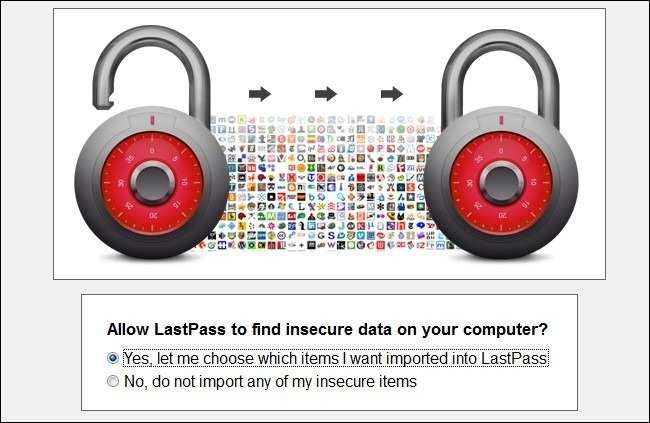 Allow LastPass to find insecure data on your computer?
Yes, let me choose which items I want imported into LastPass
No, do not import any of my insecure items